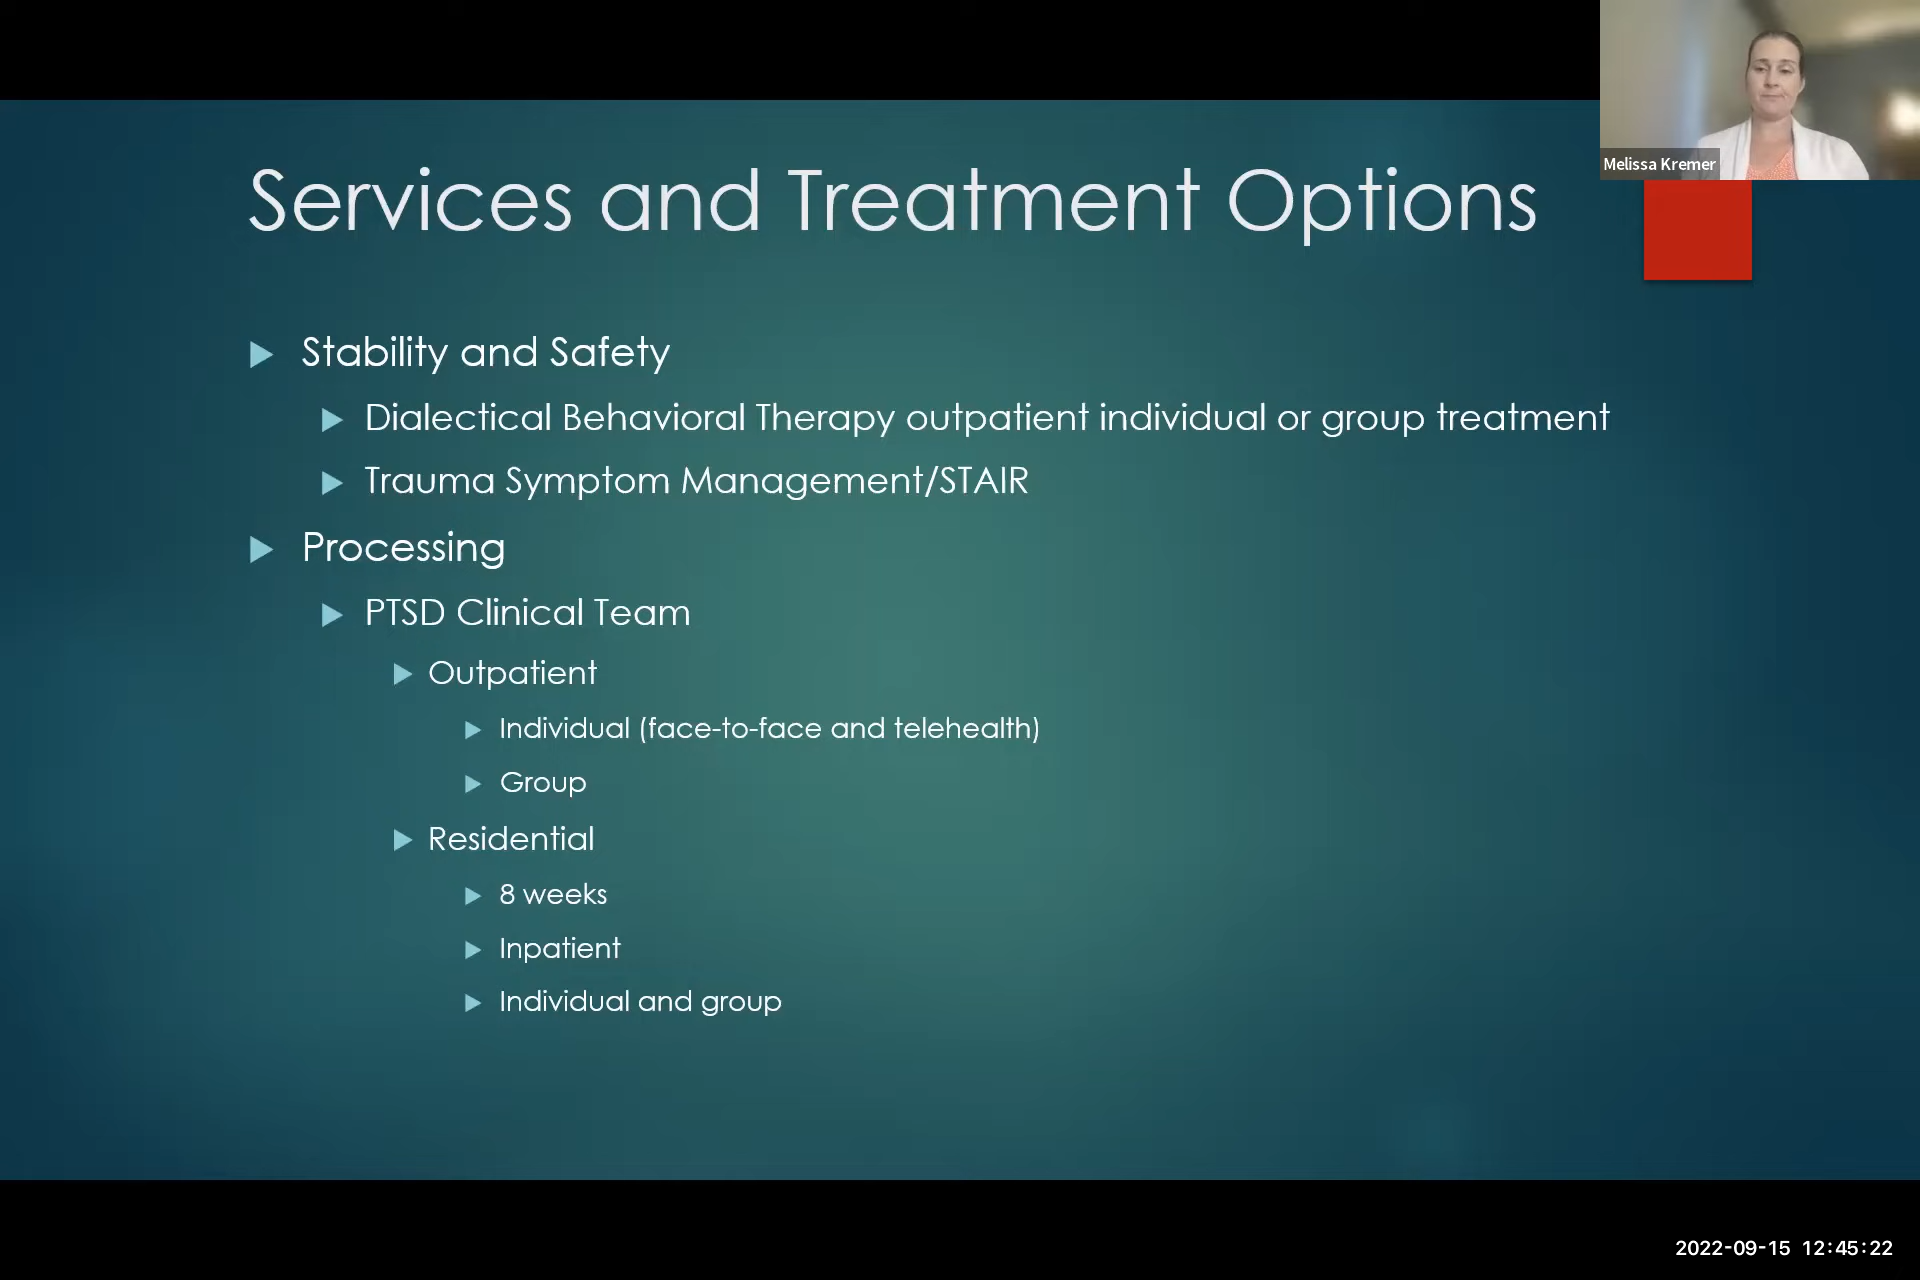 Melissa Kremer
Services and Treatment Options
Stability and Safety
Dialectical Behavioral Therapy outpatient individual or group treatment
Trauma Symptom Management/STAIR
Processing
PTSD Clinical Team
Outpatient
Individual (face-to-face and telehealth)
Group
Residential
8 weeks
Inpatient
Individual and group
2022-09-15 12:45:22